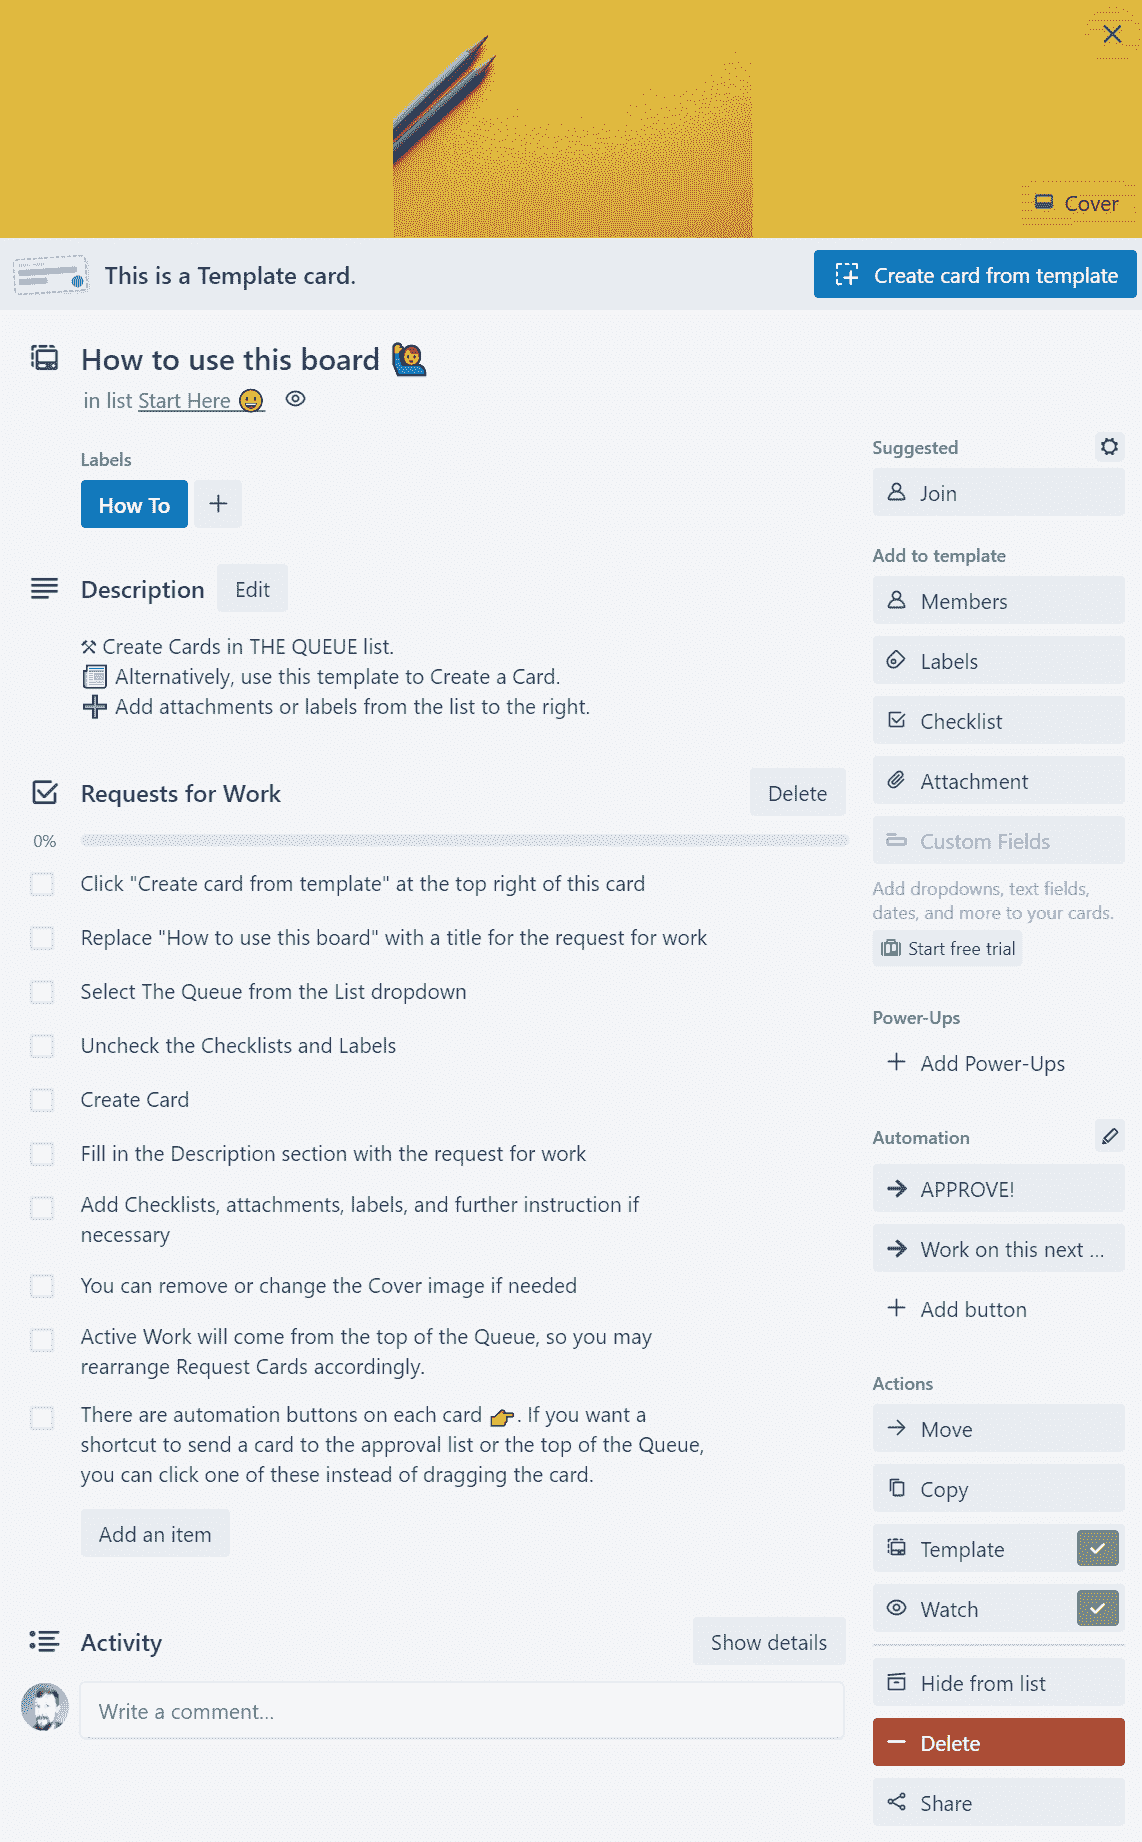 Cover
This is a Template card.
Create card from template
How to use this board 🙋‍♂️
in list Start Here 😀
Labels
How To
Description
Edit
⚒ Create Cards in THE QUEUE list.
📰 Alternatively, use this template to Create a Card.
➕ Add attachments or labels from the list to the right.
Requests for Work
Delete
0%
Click "Create card from template" at the top right of this card
Replace "How to use this board" with a title for the request for work
Select The Queue from the List dropdown
Uncheck the Checklists and Labels
Create Card
Fill in the Description section with the request for work
Add Checklists, attachments, labels, and further instruction if
necessary
You can remove or change the Cover image if needed
Active Work will come from the top of the Queue, so you may
rearrange Request Cards accordingly.
There are automation buttons on each card 👉. If you want a
shortcut to send a card to the approval list or the top of the Queue,
you can click one of these instead of dragging the card.
Add an item
Activity
Show details
Write a comment...
Suggested
Join
Add to template
Members
Labels
Checklist
Attachment
Custom Fields
Add dropdowns, text fields,
dates, and more to your cards.
Start free trial
Power-Ups
+ Add Power-Ups
Automation
APPROVE!
Work on this next ...
+ Add button
Actions
Move
Copy
Template
Watch
Hide from list
Delete
Share